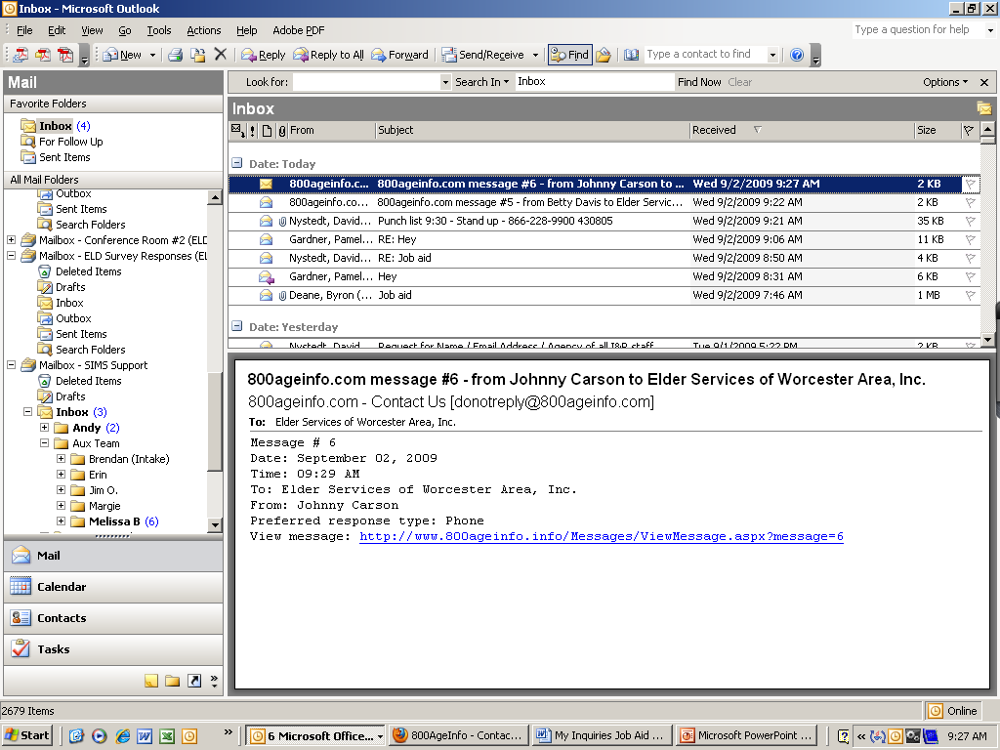 Inbox - Microsoft Outlook
File Edit View Go Tools Actions Help Adobe PDF Type a question for help
New Reply Reply to All Forward Send/Receive Find Type a contact to find
Mail
Look for: Search In Inbox Find Now Clear Options
Favorite Folders
Inbox (4)
For Follow Up
Sent Items
All Mail Folders
Outbox
Sent Items
Search Folders
Mailbox - Conference Room #2 (ELD
Mailbox - ELD Survey Responses (EL
Deleted Items
Drafts
Inbox
Outbox
Sent Items
Search Folders
Mailbox - SIMS Support
Deleted Items
Drafts
Inbox (3)
Andy (2)
Aux Team
Brendan (Intake)
Erin
Jim O.
Margie
Melissa B (6)
Mail
Calendar
Contacts
Tasks
Inbox
From Subject Received Size
Date: Today
800ageinfo.c... 800ageinfo.com message #6 - from Johnny Carson to ... Wed 9/2/2009 9:27 AM 2 KB
800ageinfo.co... 800ageinfo.com message #5 - from Betty Davis to Elder Servic... Wed 9/2/2009 9:22 AM 2 KB
Nystedt, David... Punch list 9:30 - Stand up - 866-228-9900 430805 Wed 9/2/2009 9:21 AM 35 KB
Gardner, Pamel... RE: Hey Wed 9/2/2009 9:06 AM 11 KB
Nystedt, David... RE: Job aid Wed 9/2/2009 8:50 AM 4 KB
Gardner, Pamel... Hey Wed 9/2/2009 8:31 AM 6 KB
Deane, Byron (... Job aid Wed 9/2/2009 7:46 AM 1 MB
Date: Yesterday
Nystedt, David... Request for Name / Email Address / Agency of all I&R staff Tue 9/1/2009 5:22 PM 2 KB
800ageinfo.com message #6 - from Johnny Carson to Elder Services of Worcester Area, Inc.
800ageinfo.com - Contact Us [donotreply@800ageinfo.com]
To: Elder Services of Worcester Area, Inc.
Message # 6
Date: September 02, 2009
Time: 09:29 AM
To: Elder Services of Worcester Area, Inc.
From: Johnny Carson
Preferred response type: Phone
View message: http://www.800ageinfo.info/Messages/ViewMessage.aspx?message=6
2679 Items Online
Start 6 Microsoft Office... 800AgeInfo - Contac... My Inquiries Job Aid ... Microsoft PowerPoint ... 9:27 AM